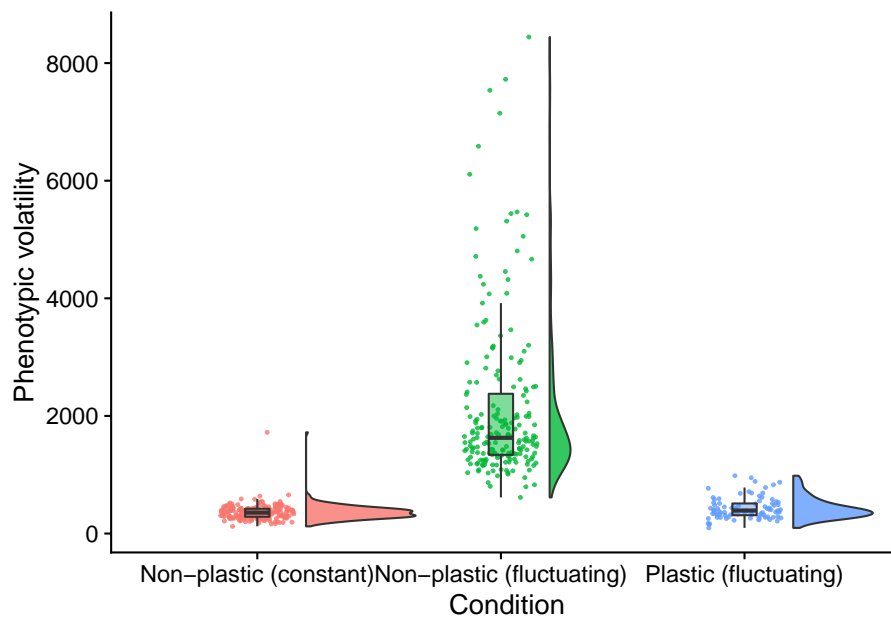 8000
6000
4000
2000
0
Phenotypic volatility
Non−plastic (constant)
Non−plastic (fluctuating)
Plastic (fluctuating)
Condition